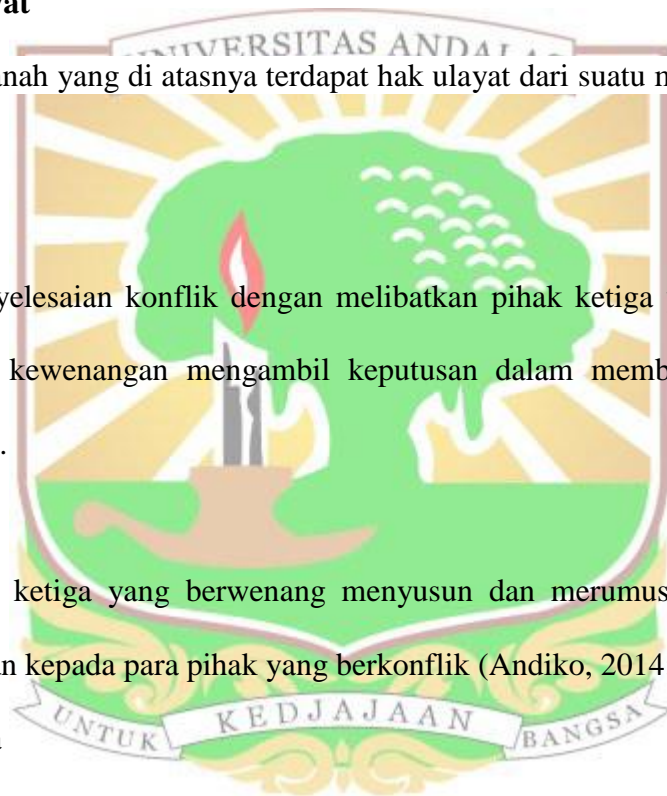 at
UNIVERSITAS ANDALAS
anah yang di atasnya terdapat hak ulayat dari suatu
yelesaian konflik dengan melibatkan pihak ketiga
kewenangan mengambil keputusan dalam memb
.
ketiga yang berwenang menyusun dan merumus
an kepada para pihak yang berkonflik (Andiko, 2014
UNTUK KEDJAJAAN BANGSA